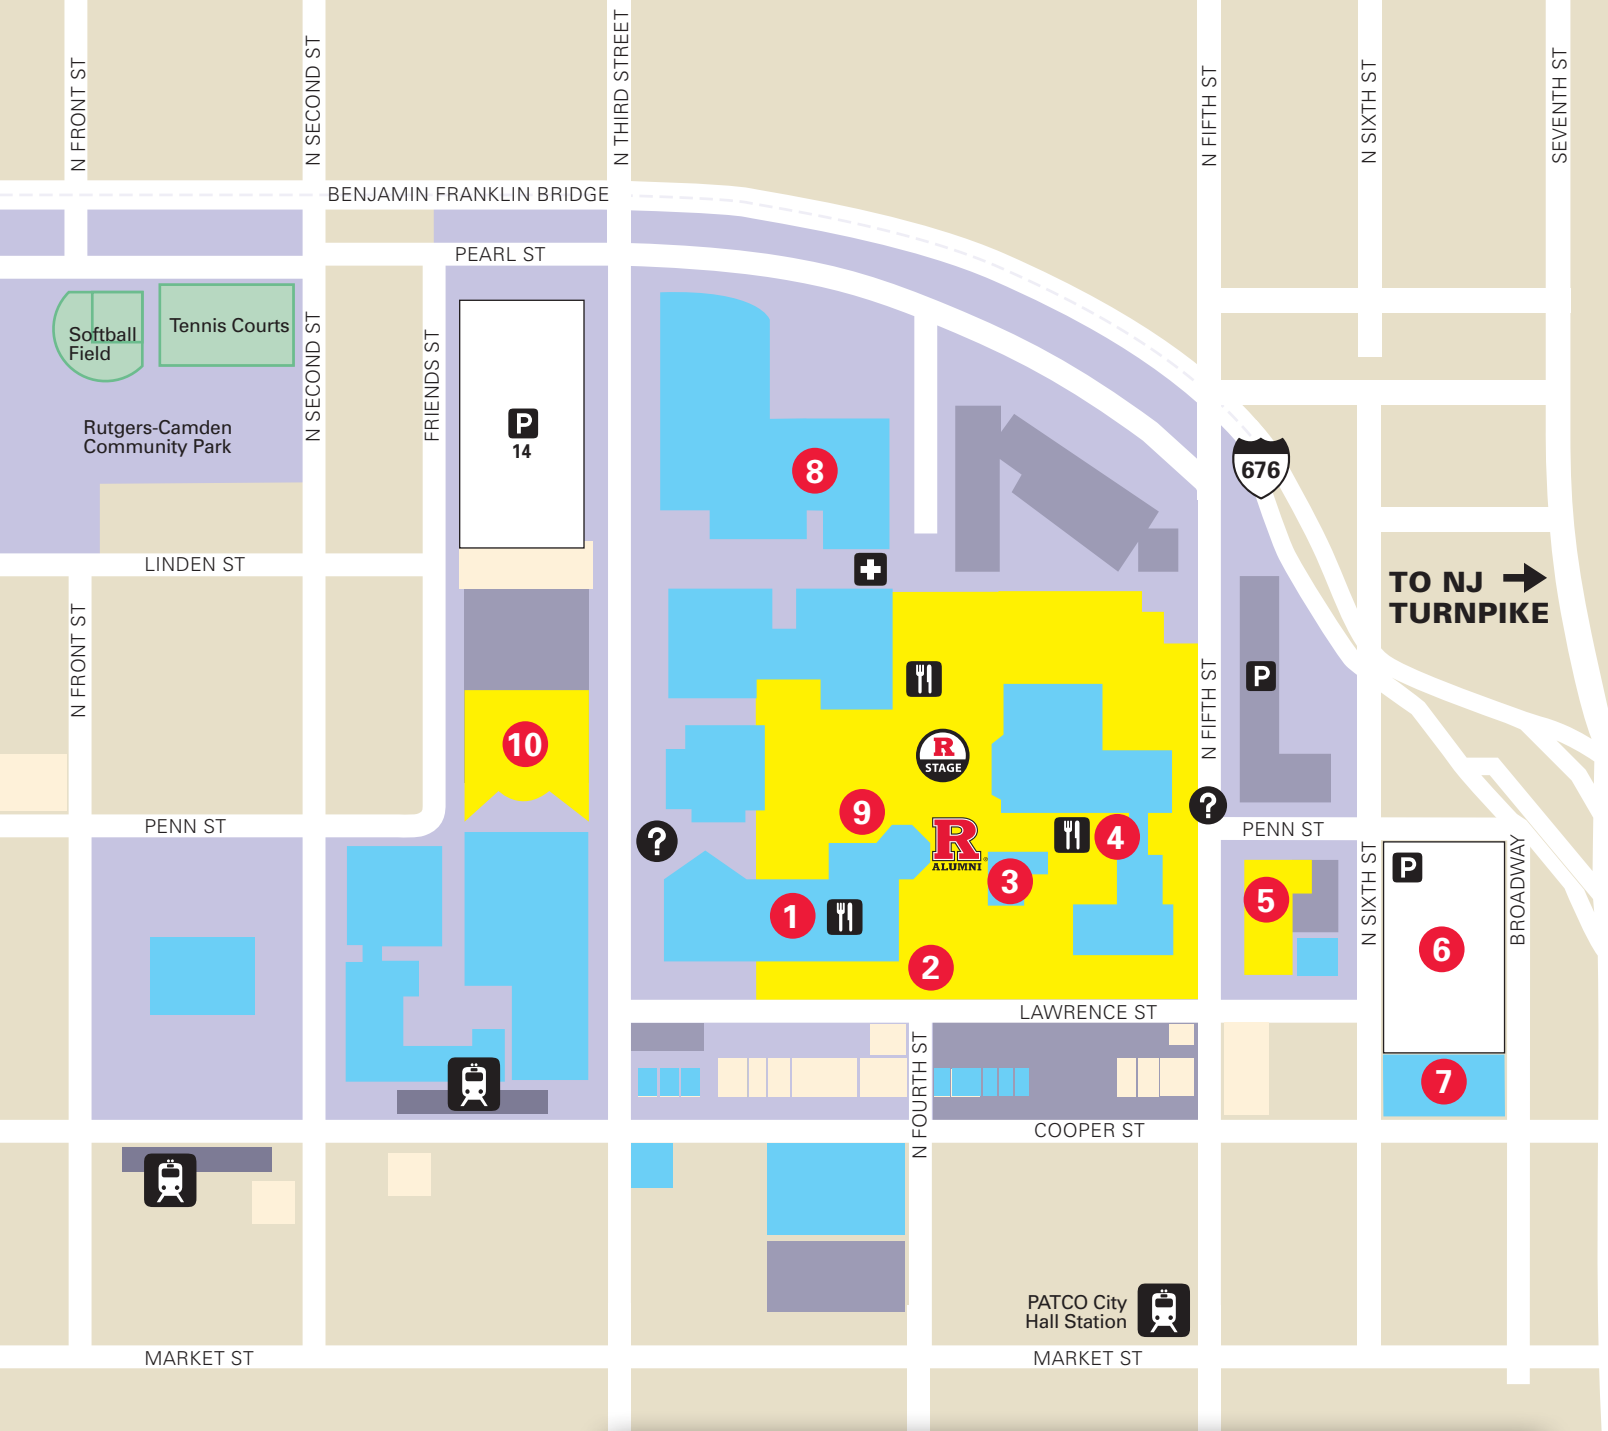 N FRONT ST
N SECOND ST
N THIRD STREET
N FIFTH ST
N SIXTH ST
SEVENTH ST
BENJAMIN FRANKLIN BRIDGE
PEARL ST
Softball
Field
Tennis Courts
N SECOND ST
FRIENDS ST
Rutgers-Camden
Community Park
P
14
8
676
LINDEN ST
TO NJ
TURNPIKE
N FRONT ST
N FIFTH ST
P
10
R
STAGE
9
?
?
PENN ST
PENN ST
R
ALUMNI
4
3
1
2
5
N SIXTH ST
P
6
BROADWAY
LAWRENCE ST
N FOURTH ST
7
COOPER ST
PATCO City
Hall Station
MARKET ST
MARKET ST